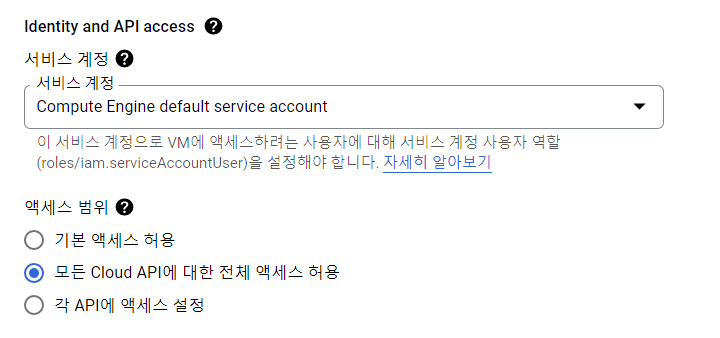 Identity and API access
서비스 계정
서비스 계정
Compute Engine default service account
이 서비스 계정으로 VM에 액세스하려는 사용자에 대해 서비스 계정 사용자 역할
(roles/iam.serviceAccountUser)을 설정해야 합니다. 자세히 알아보기
액세스 범위
기본 액세스 허용
모든 Cloud API에 대한 전체 액세스 허용
각 API에 액세스 설정